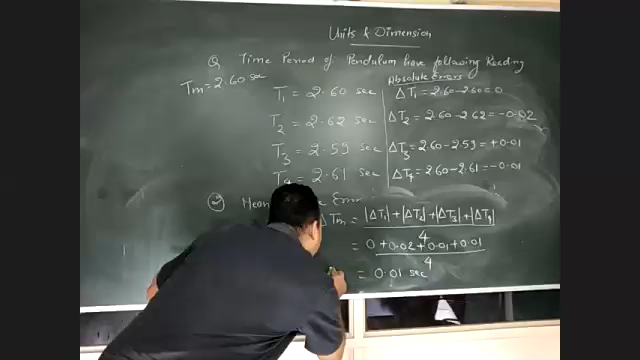 Units & Dimension
Q Time Period of Pendulum have following Reading
Tm = 2.60 sec
Absolute Errors
T1 = 2.60 sec
ΔT1 = 2.60 - 2.60 = 0
T2 = 2.62 sec
ΔT2 = 2.60 - 2.62 = -0.02
T3 = 2.59 sec
ΔT3 = 2.60 - 2.59 = +0.01
T4 = 2.61 sec
ΔT4 = 2.60 - 2.61 = -0.01
② Mean Error
ΔTm = |ΔT1| + |ΔT2| + |ΔT3| + |ΔT4|
4
= 0 + 0.02 + 0.01 + 0.01
4
= 0.01 sec